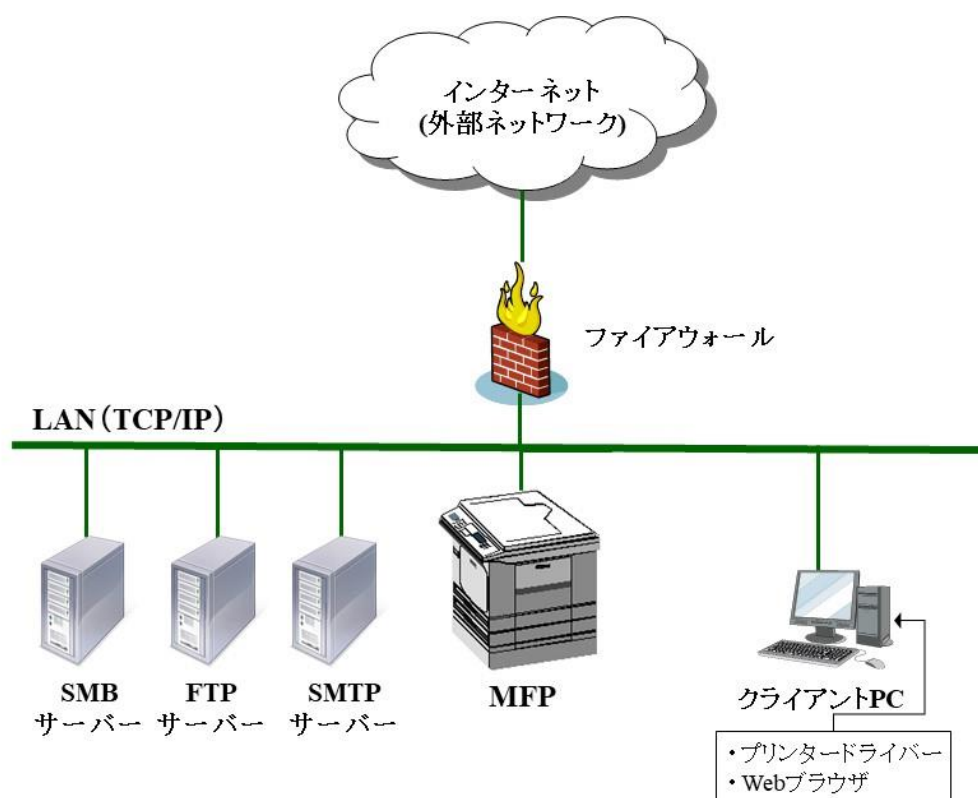 インターネット
(外部ネットワーク)
ファイアウォール
LAN（TCP/IP）
SMB
サーバー
FTP
サーバー
SMTP
サーバー
MFP
クライアントPC
・プリンタードライバー
・Webブラウザ